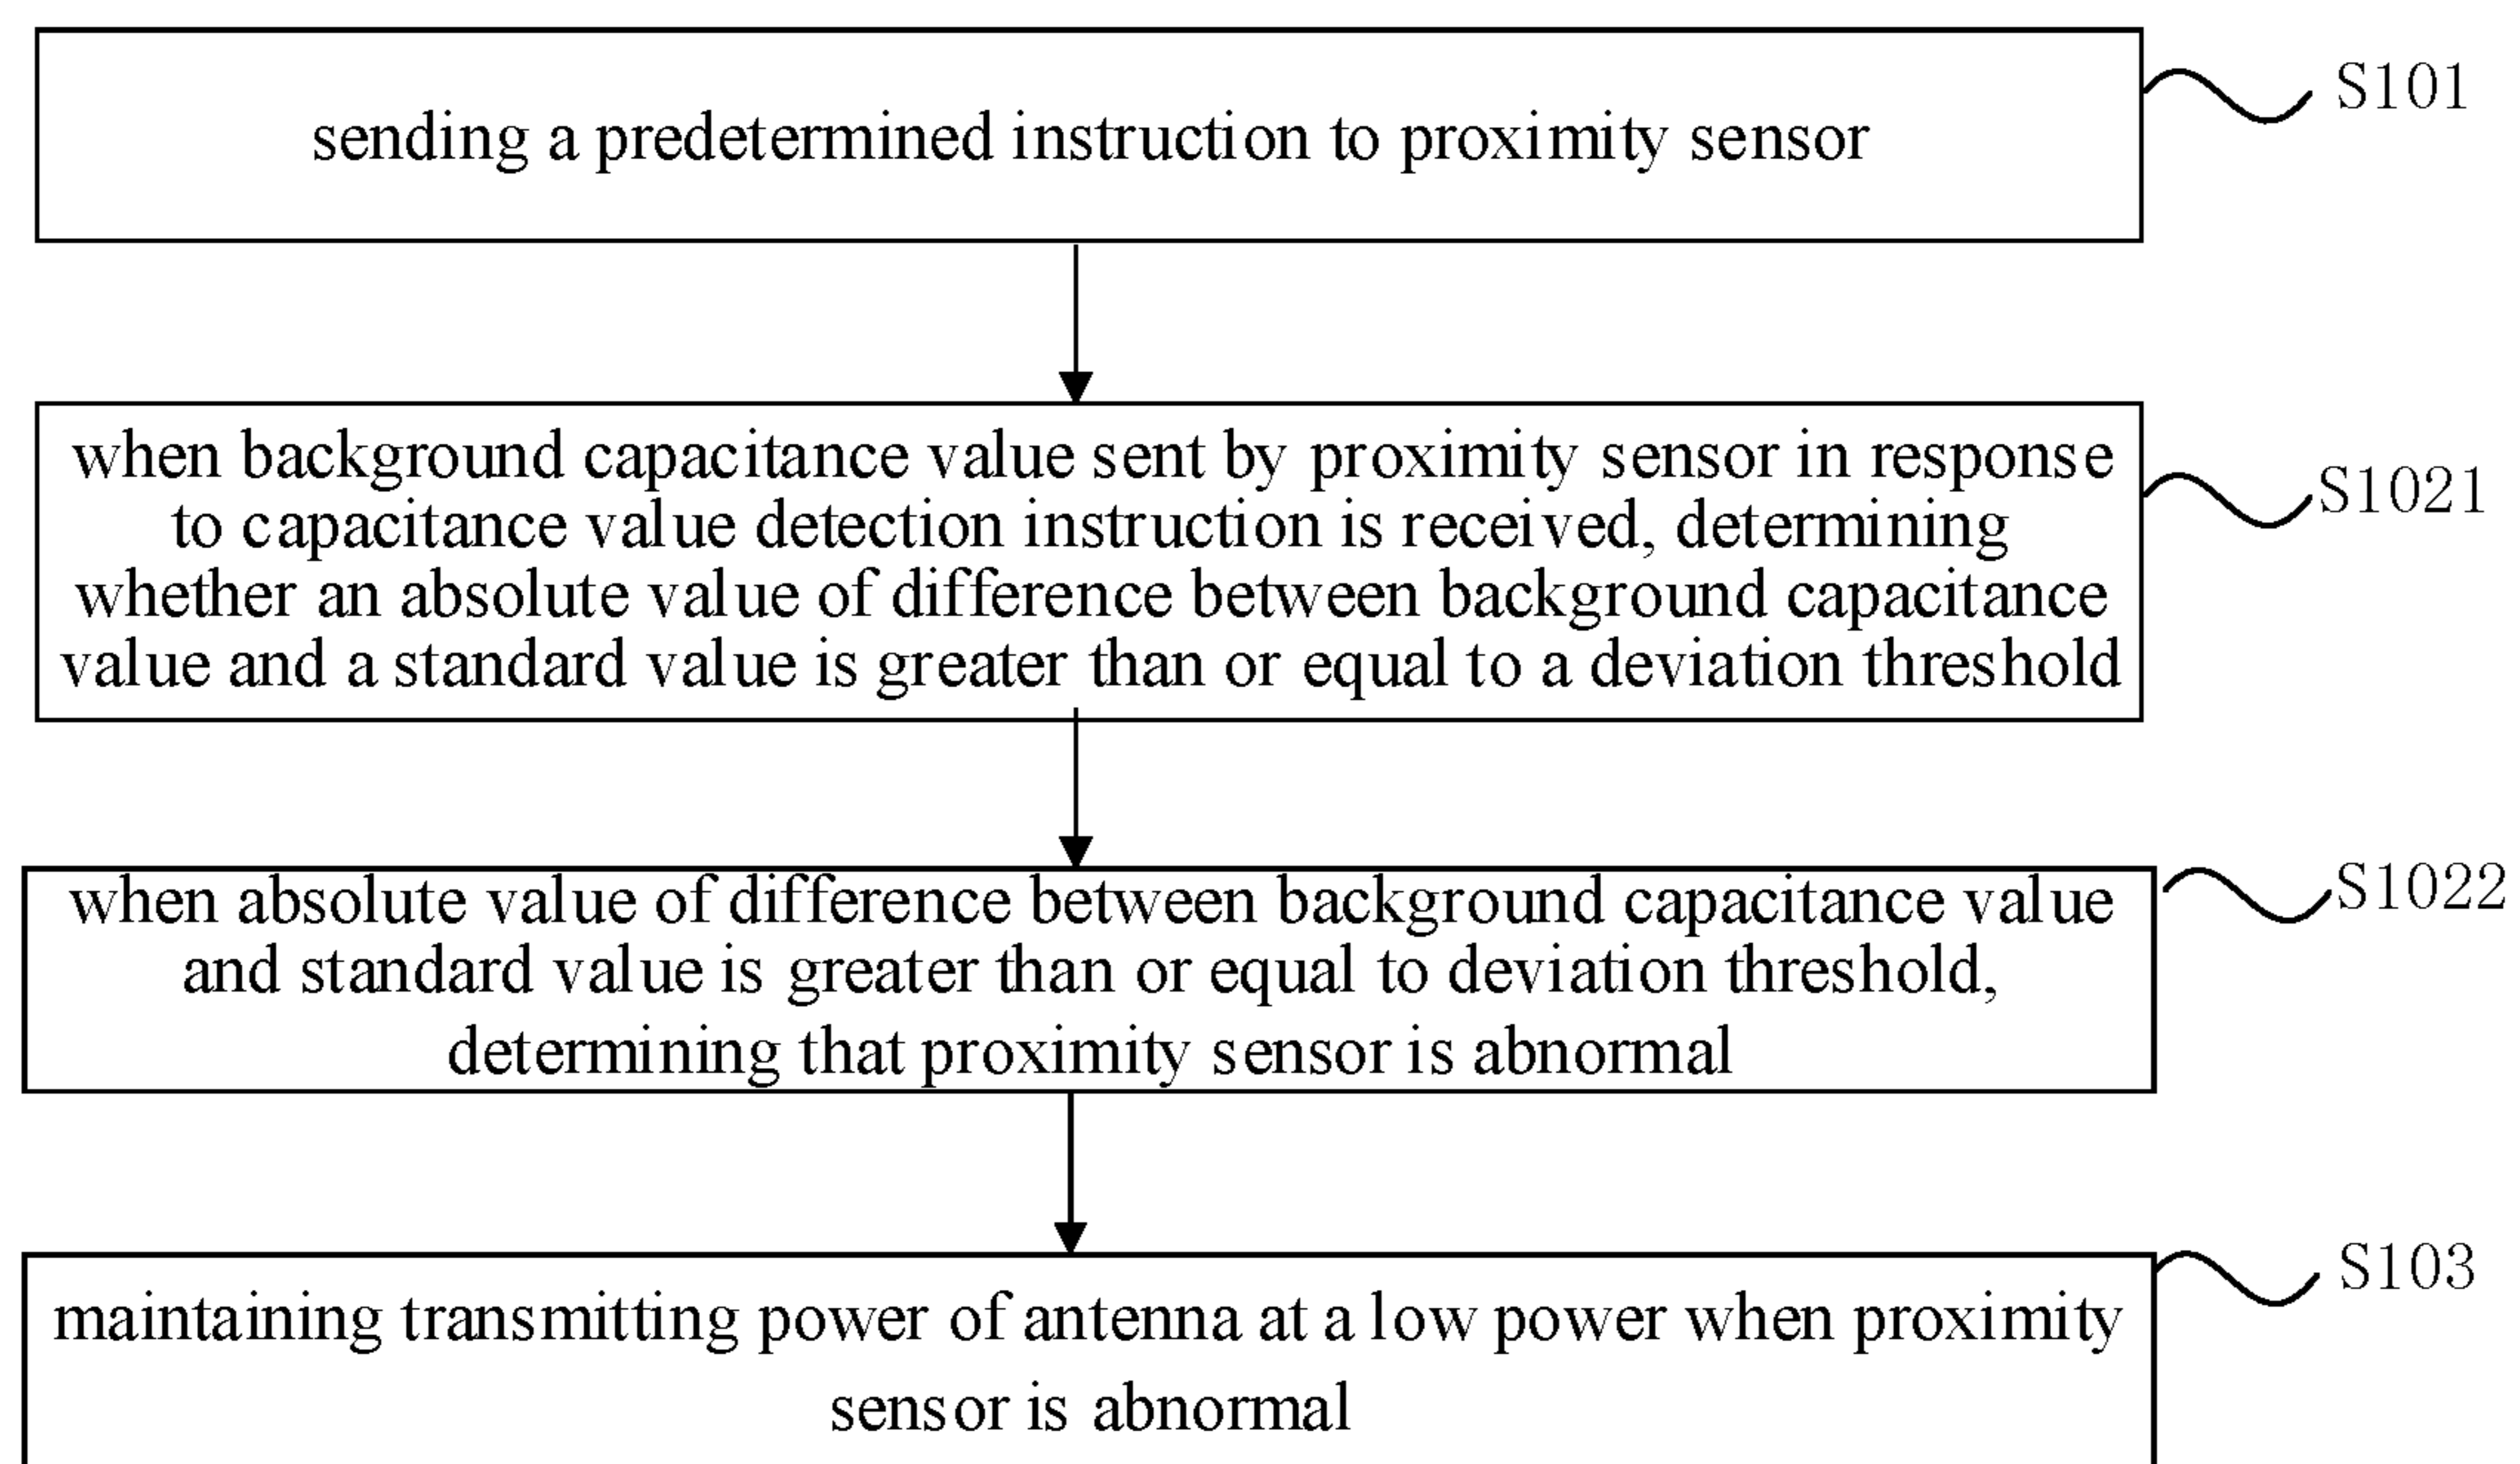 sending a predetermined instruction to proximity sensor
S101
when background capacitance value sent by proximity sensor in response
to capacitance value detection instruction is received, determining
whether an absolute value of difference between background capacitance
value and a standard value is greater than or equal to a deviation threshold
S1021
when absolute value of difference between background capacitance value
and standard value is greater than or equal to deviation threshold,
determining that proximity sensor is abnormal
S1022
maintaining transmitting power of antenna at a low power when proximity
sensor is abnormal
S103